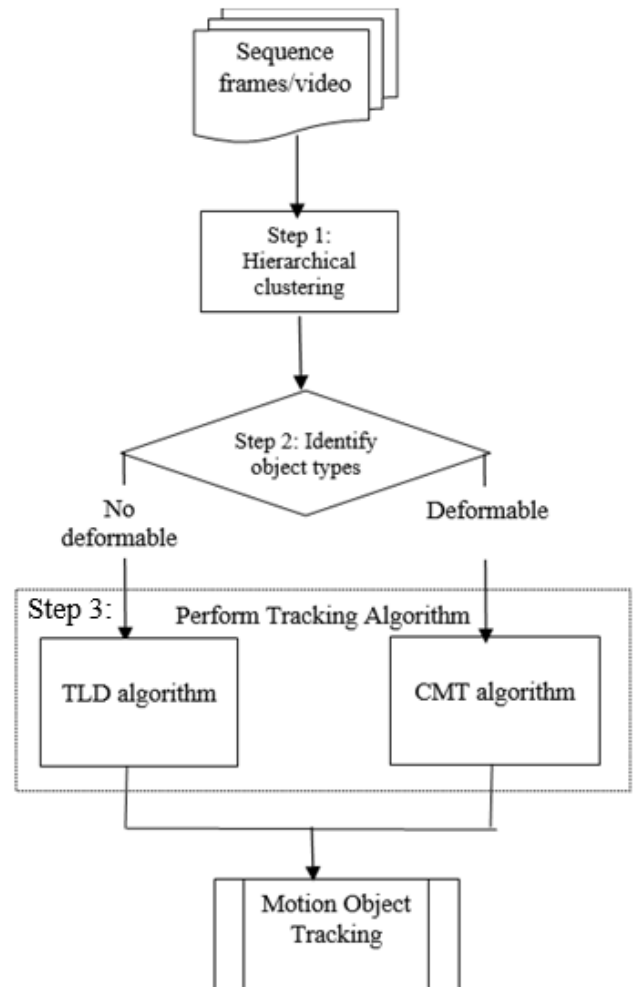 Sequence
frames/video
Step 1:
Hierarchical
clustering
Step 2: Identify
object types
No
deformable
Deformable
Step 3:
Perform Tracking Algorithm
TLD algorithm
CMT algorithm
Motion Object
Tracking